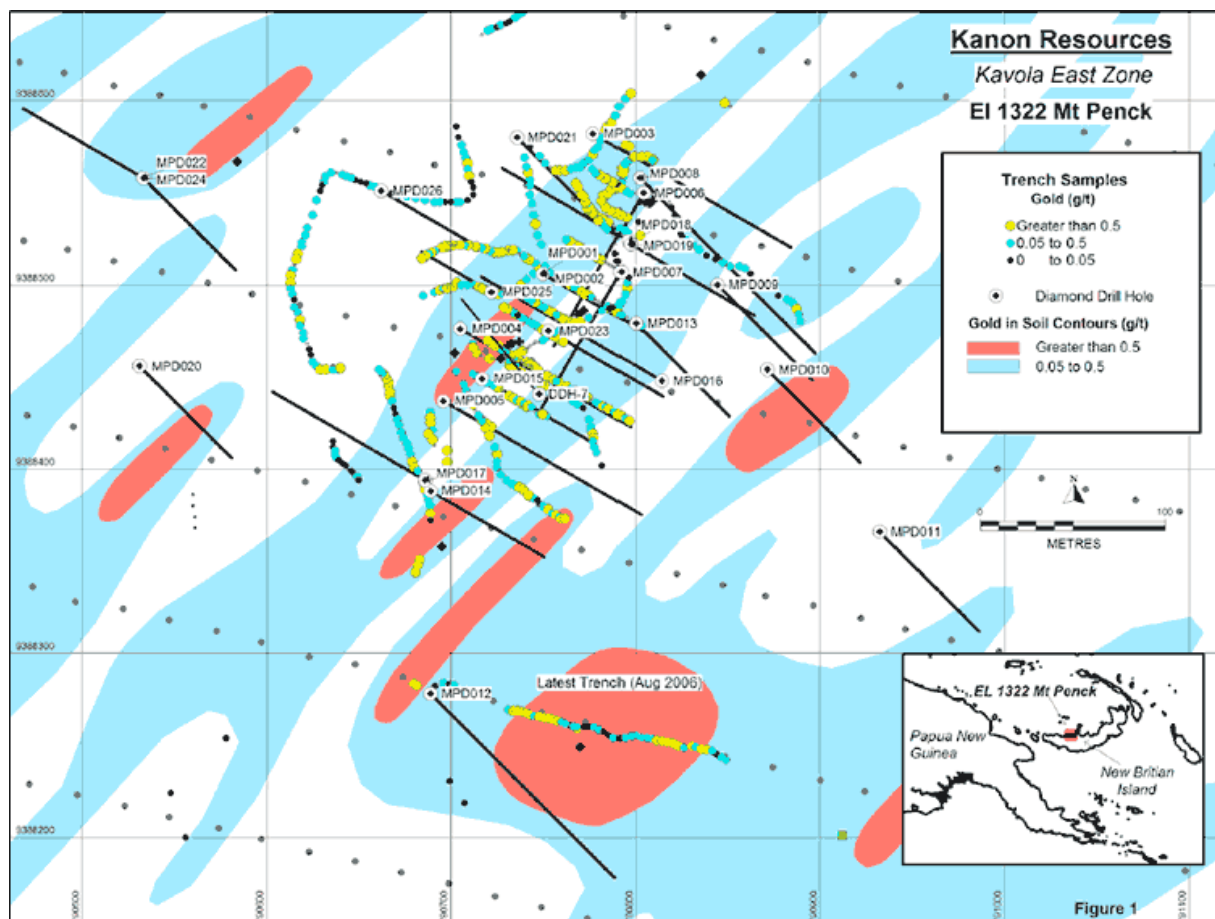 Kanon Resources
Kavola East Zone
El 1322 Mt Penck
Trench Samples
Gold (g/t)
Greater than 0.5
0.05 to 0.5
0 to 0.05
Diamond Drill Hole
Gold in Soil Contours (g/t)
Greater than 0.5
0.05 to 0.5
MPD021
MPD003
MPD022
MPD024
MPD008
MPD026
MPD006
MPD018
MPD001
MPD019
MPD002
MPD007
MPD009
MPD025
MPD013
MPD004
MPD023
MPD020
MPD010
MPD015
MPD016
DDH-7
MPD005
MPD017
MPD014
MPD011
N
0
100
METRES
MPD012
Latest Trench (Aug 2006)
EL 1322 Mt Penck
Papua New
Guinea
New Britian
Island
9388500
9388400
9388300
9388200
Figure 1